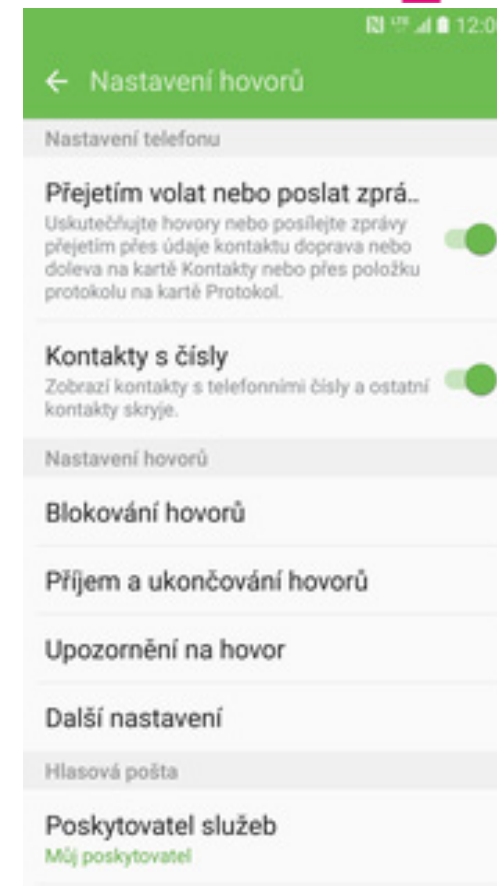 LTE 12:0
Nastavení hovorů
Nastavení telefonu
Přejetím volat nebo poslat zprá..
Uskutečňujte hovory nebo posílejte zprávy
přejetím přes údaje kontaktu doprava nebo
doleva na kartě Kontakty nebo přes položku
protokolu na kartě Protokol.
Kontakty s čísly
Zobrazí kontakty s telefonními čísly a ostatní
kontakty skryje.
Nastavení hovorů
Blokování hovorů
Příjem a ukončování hovorů
Upozornění na hovor
Další nastavení
Hlasová pošta
Poskytovatel služeb
Můj poskytovatel